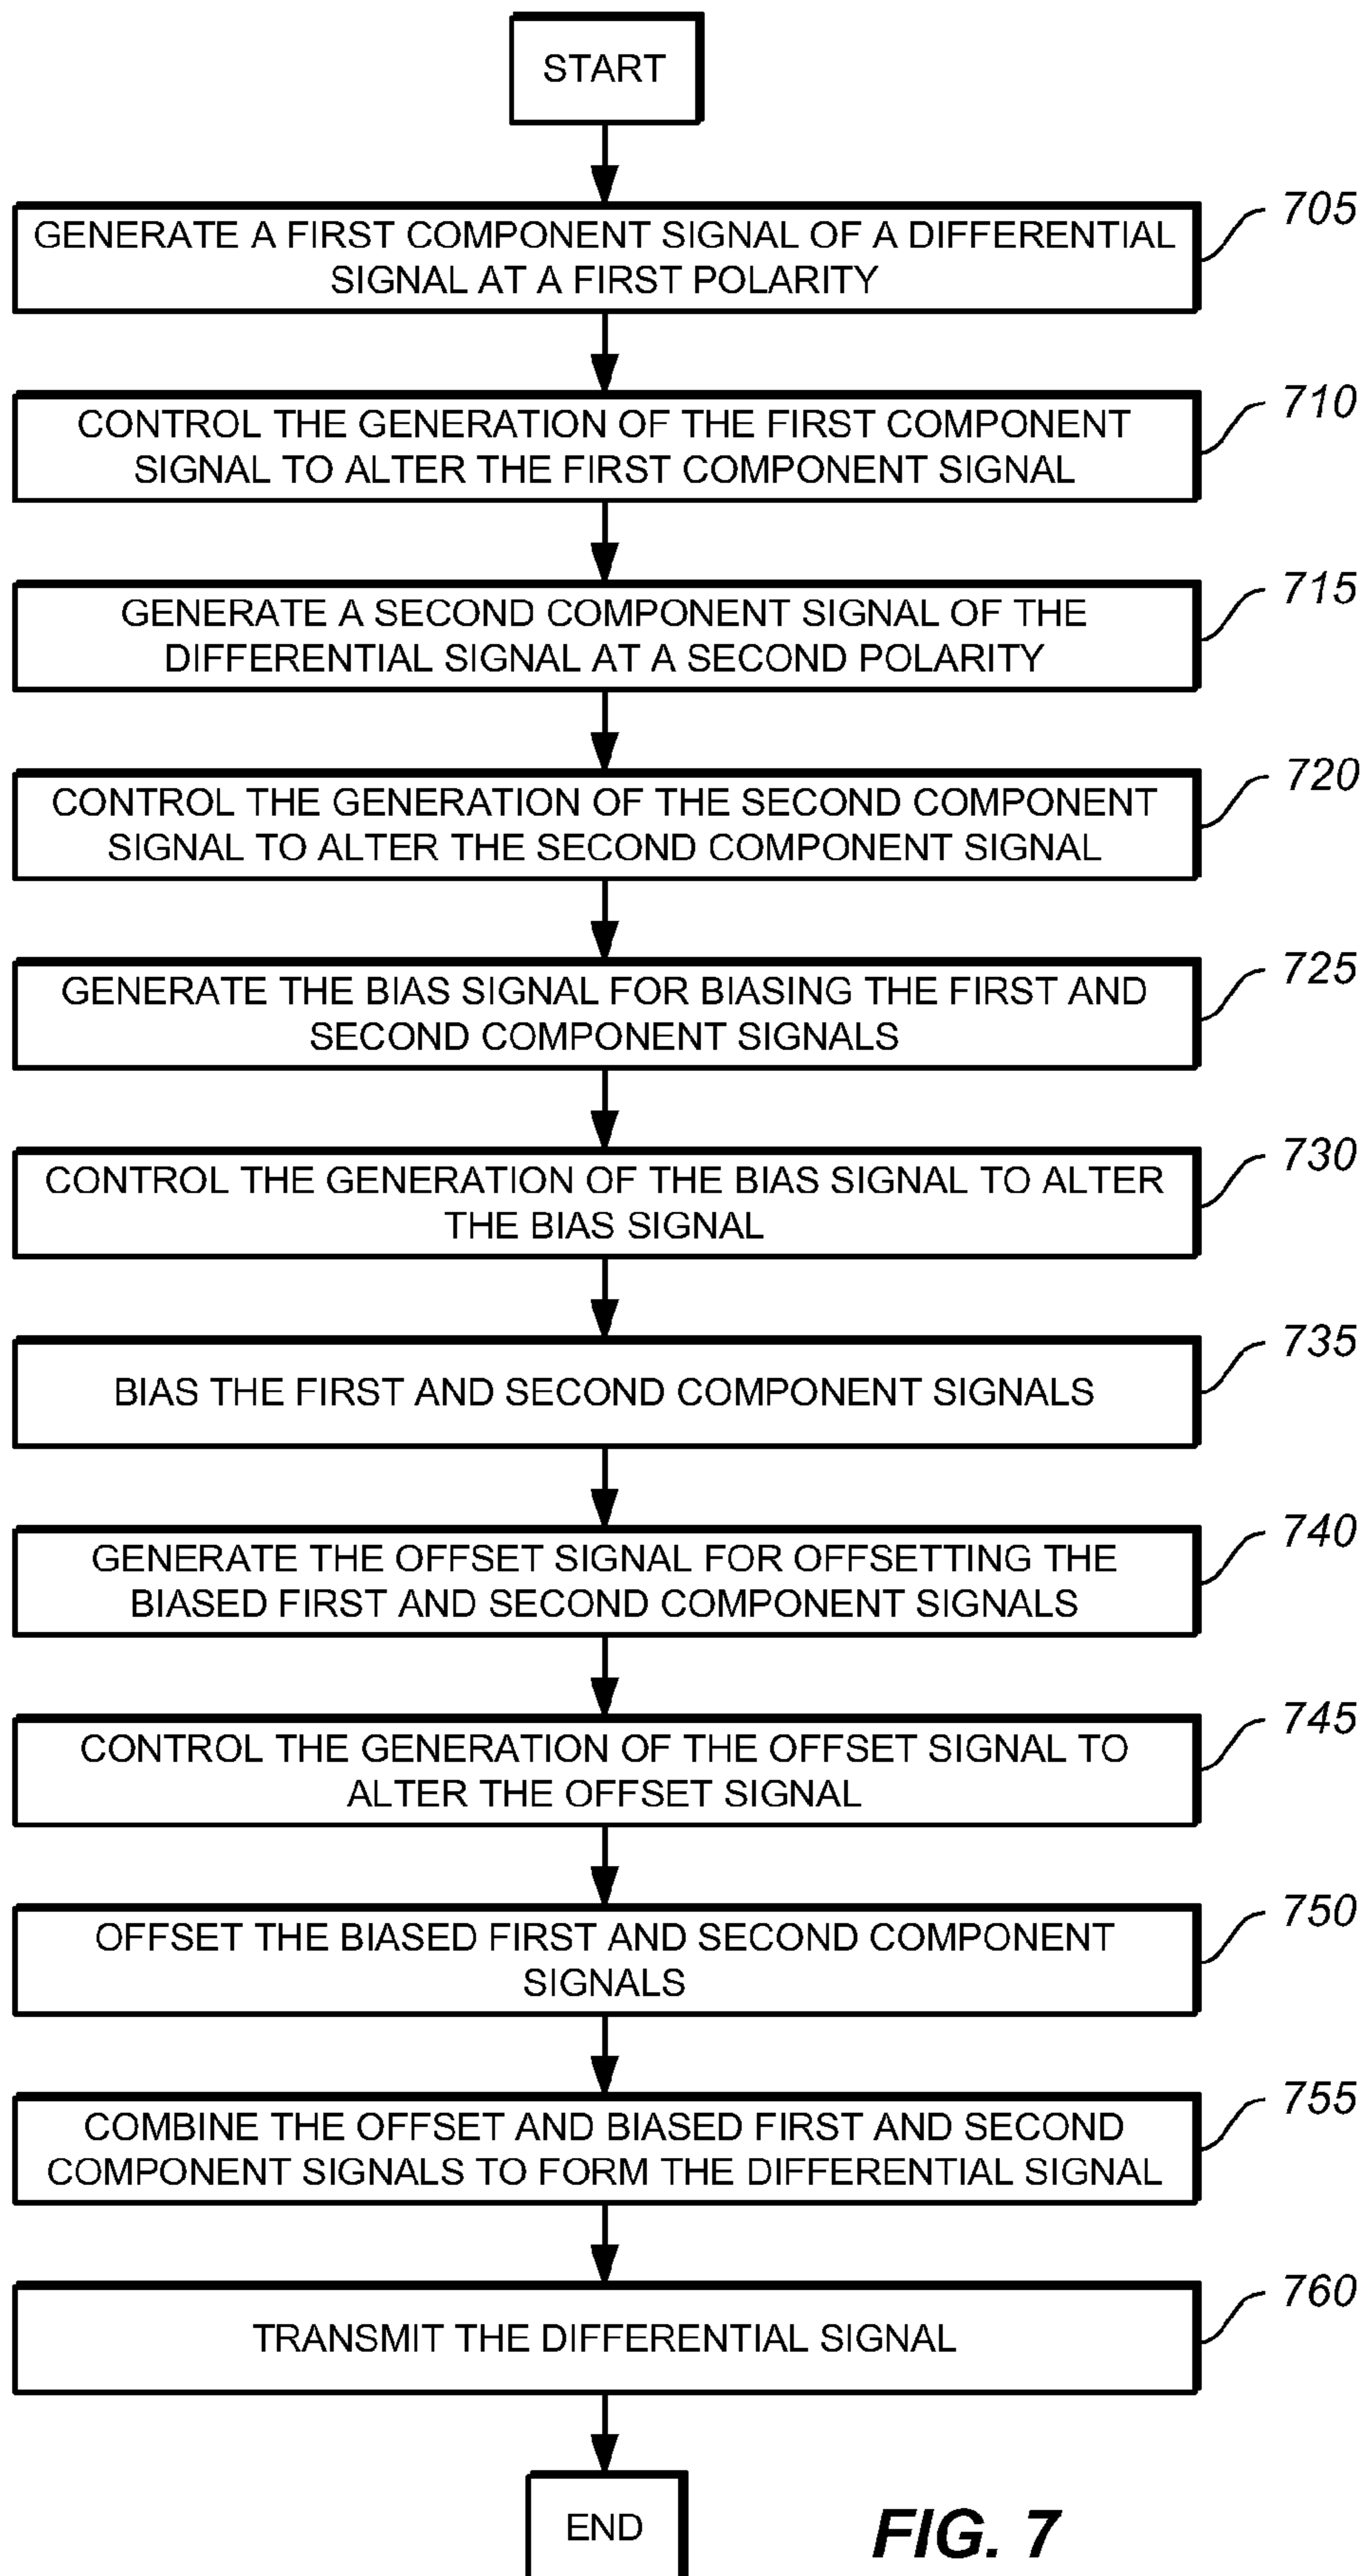 START
705
GENERATE A FIRST COMPONENT SIGNAL OF A DIFFERENTIAL
SIGNAL AT A FIRST POLARITY
710
CONTROL THE GENERATION OF THE FIRST COMPONENT
SIGNAL TO ALTER THE FIRST COMPONENT SIGNAL
715
GENERATE A SECOND COMPONENT SIGNAL OF THE
DIFFERENTIAL SIGNAL AT A SECOND POLARITY
720
CONTROL THE GENERATION OF THE SECOND COMPONENT
SIGNAL TO ALTER THE SECOND COMPONENT SIGNAL
725
GENERATE THE BIAS SIGNAL FOR BIASING THE FIRST AND
SECOND COMPONENT SIGNALS
730
CONTROL THE GENERATION OF THE BIAS SIGNAL TO ALTER
THE BIAS SIGNAL
735
BIAS THE FIRST AND SECOND COMPONENT SIGNALS
740
GENERATE THE OFFSET SIGNAL FOR OFFSETTING THE
BIASED FIRST AND SECOND COMPONENT SIGNALS
745
CONTROL THE GENERATION OF THE OFFSET SIGNAL TO
ALTER THE OFFSET SIGNAL
750
OFFSET THE BIASED FIRST AND SECOND COMPONENT
SIGNALS
755
COMBINE THE OFFSET AND BIASED FIRST AND SECOND
COMPONENT SIGNALS TO FORM THE DIFFERENTIAL SIGNAL
760
TRANSMIT THE DIFFERENTIAL SIGNAL
END
FIG. 7